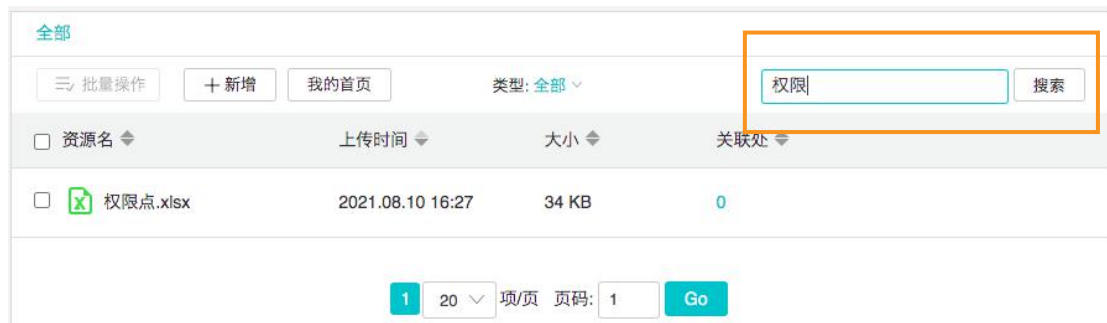 全部
批量操作 十新增 我的首页 类型: 全部 权限 搜索
资源名 上传时间 大小 关联处
权限点.xlsx 2021.08.10 16:27 34 KB 0
1 20 项/页 页码: 1 Go